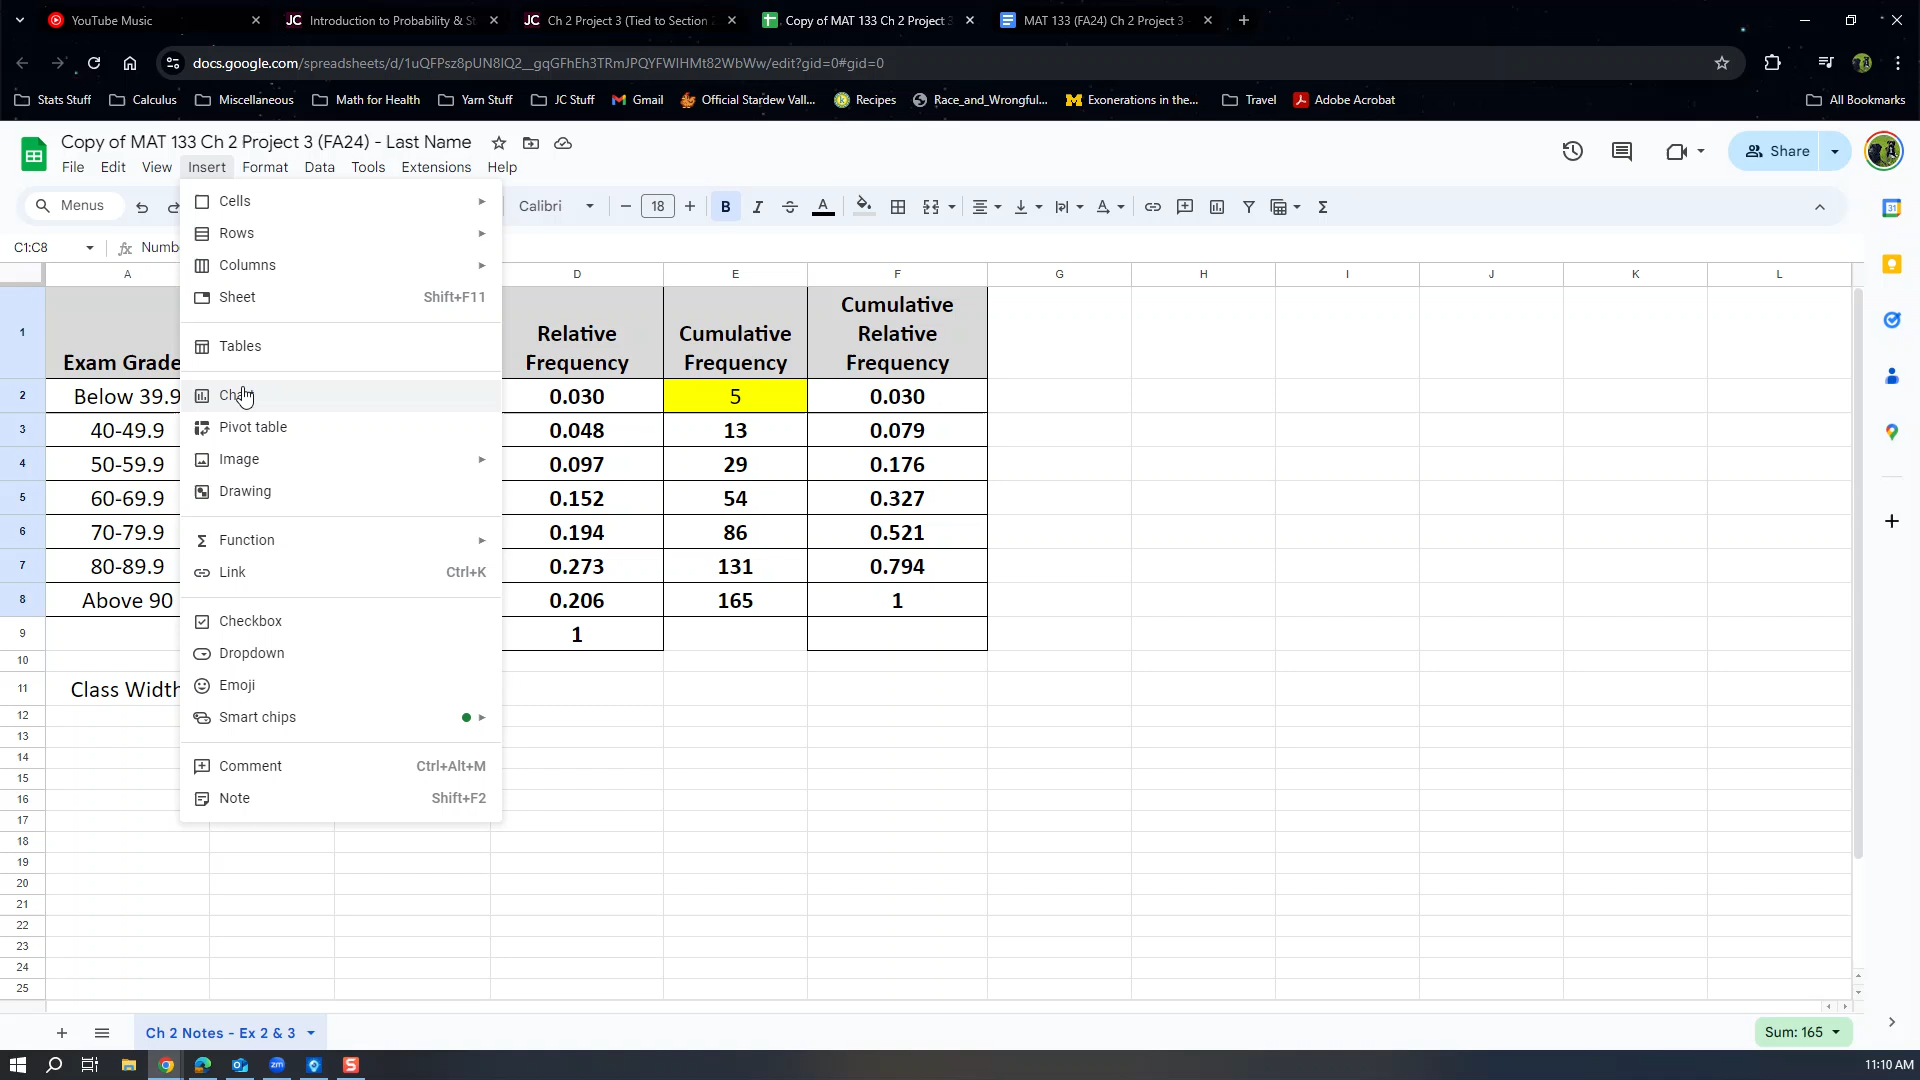 YouTube Music
JC Introduction to Probability & St
JC Ch 2 Project 3 (Tied to Section 2
Copy of MAT 133 Ch 2 Project 3
MAT 133 (FA24) Ch 2 Project 3 -
docs.google.com/spreadsheets/d/1uQFPsz8pUN8IQ2__gqGFhEh3TRmJPQYFWIHMt82WbWw/edit?gid=0#gid=0
Stats Stuff
Calculus
Miscellaneous
Math for Health
Yarn Stuff
JC Stuff
Gmail
Official Stardew Vall...
Recipes
Race_and_Wrongful...
Exonerations in the...
Travel
Adobe Acrobat
All Bookmarks
Copy of MAT 133 Ch 2 Project 3 (FA24) - Last Name
File Edit View Insert Format Data Tools Extensions Help
Share
Menus
Calibri
18
B
I
A
Σ
31
C1:C8
fx Numb
A D E F G H I J K L
Cells
Rows
Columns
Sheet Shift+F11
Tables
Chart
Pivot table
Image
Drawing
Σ Function
Link Ctrl+K
Checkbox
Dropdown
Emoji
Smart chips
Comment Ctrl+Alt+M
Note Shift+F2
1 Exam Grade Relative Frequency Cumulative Frequency Cumulative Relative Frequency
2 Below 39.9 0.030 5 0.030
3 40-49.9 0.048 13 0.079
4 50-59.9 0.097 29 0.176
5 60-69.9 0.152 54 0.327
6 70-79.9 0.194 86 0.521
7 80-89.9 0.273 131 0.794
8 Above 90 0.206 165 1
9 1
10
11 Class Width
12
13
14
15
16
17
18
19
20
21
22
23
24
25
Ch 2 Notes - Ex 2 & 3
Sum: 165
zm
S
11:10 AM